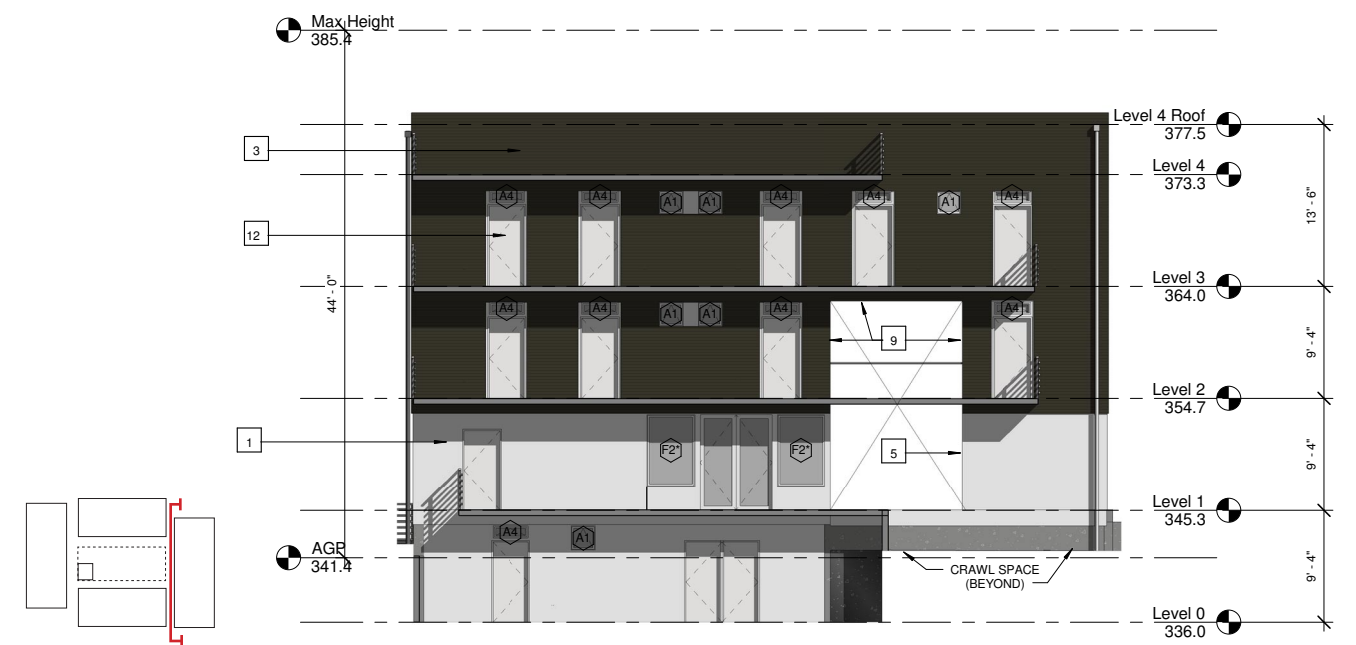 Max Height
385.4
Level 4 Roof
377.5
3
Level 4
373.3
A4
A4
A1
A1
A4
A4
A1
A4
13' - 6"
12
Level 3
364.0
44' - 0"
A4
A4
A1
A1
A4
A4
9
9' - 4"
Level 2
354.7
1
F2*
F2*
5
9' - 4"
Level 1
345.3
A4
A1
AGP
341.4
CRAWL SPACE
(BEYOND)
9' - 4"
Level 0
336.0